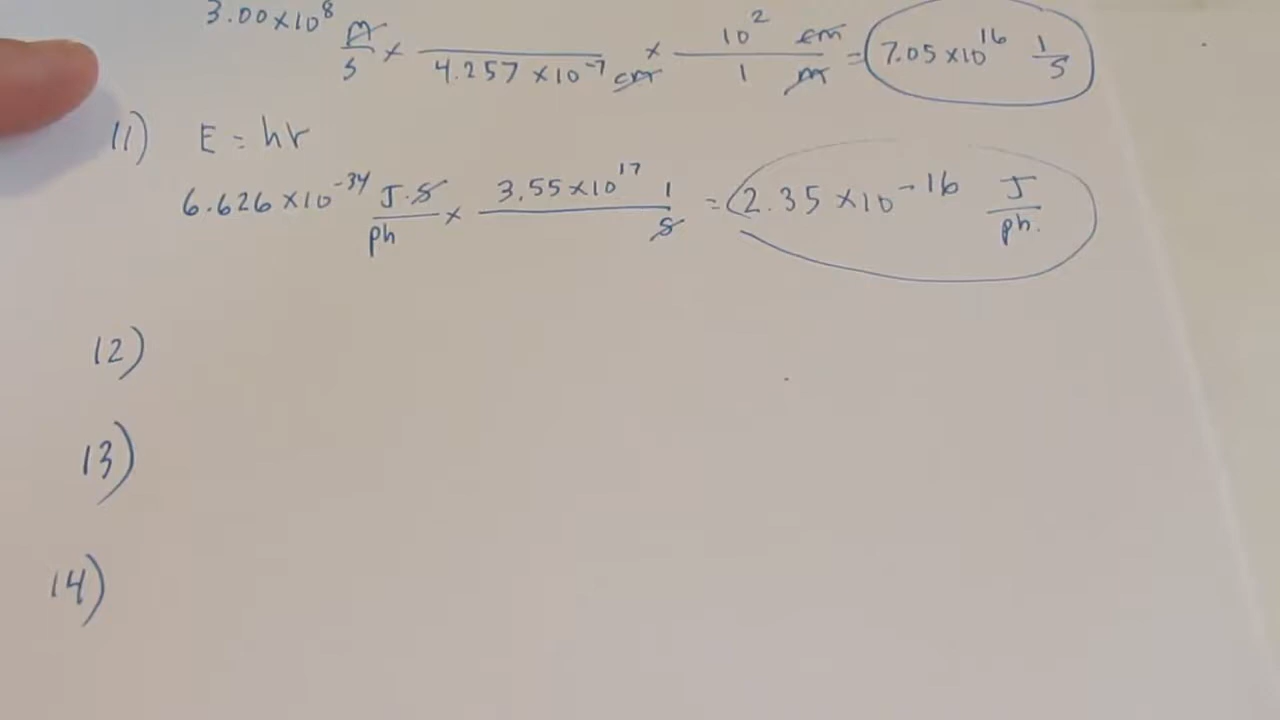 3.00×10⁸ m/s × ——/4.257×10⁻⁷ cm × 10² cm/1 m = 7.05×10¹⁶ 1/s
11) E = hν
6.626×10⁻³⁴ J·s/ph × 3.55×10¹⁷ 1/s = 2.35×10⁻¹⁶ J/ph.
12)
13)
14)